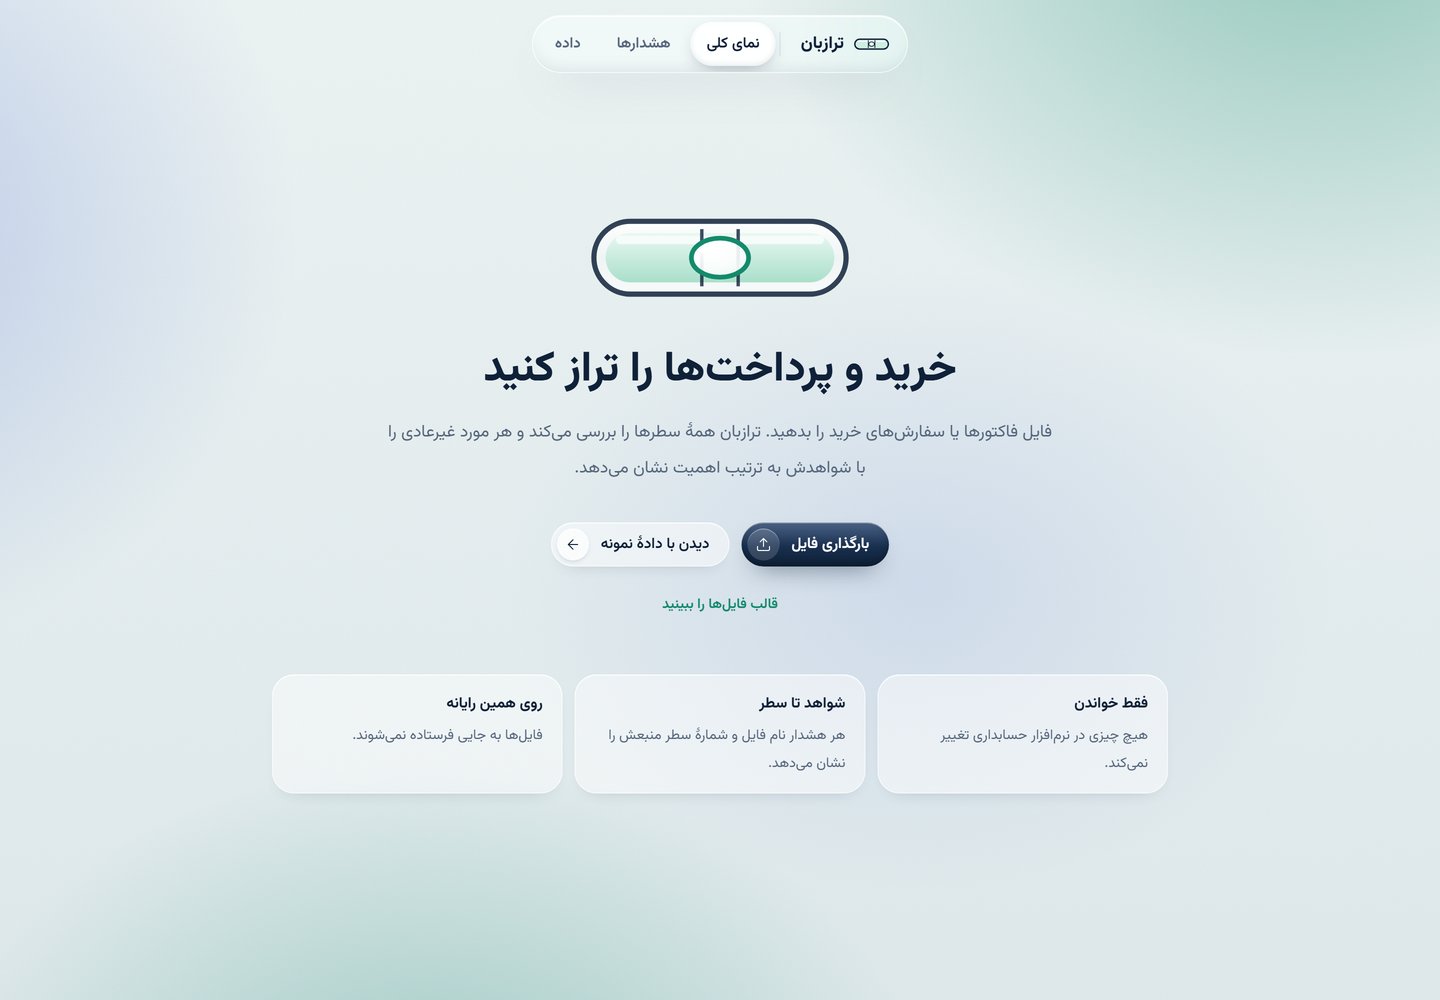 ترازبان
نمای کلی
هشدارها
داده
خرید و پرداخت‌ها را تراز کنید
فایل فاکتورها یا سفارش‌های خرید را بدهید. ترازبان همهٔ سطرها را بررسی می‌کند و هر مورد غیرعادی را
با شواهدش به ترتیب اهمیت نشان می‌دهد.
بارگذاری فایل
دیدن با دادهٔ نمونه
قالب فایل‌ها را ببینید
فقط خواندن
هیچ چیزی در نرم‌افزار حسابداری تغییر
نمی‌کند.
شواهد تا سطر
هر هشدار نام فایل و شمارهٔ سطر منبعش را
نشان می‌دهد.
روی همین رایانه
فایل‌ها به جایی فرستاده نمی‌شوند.